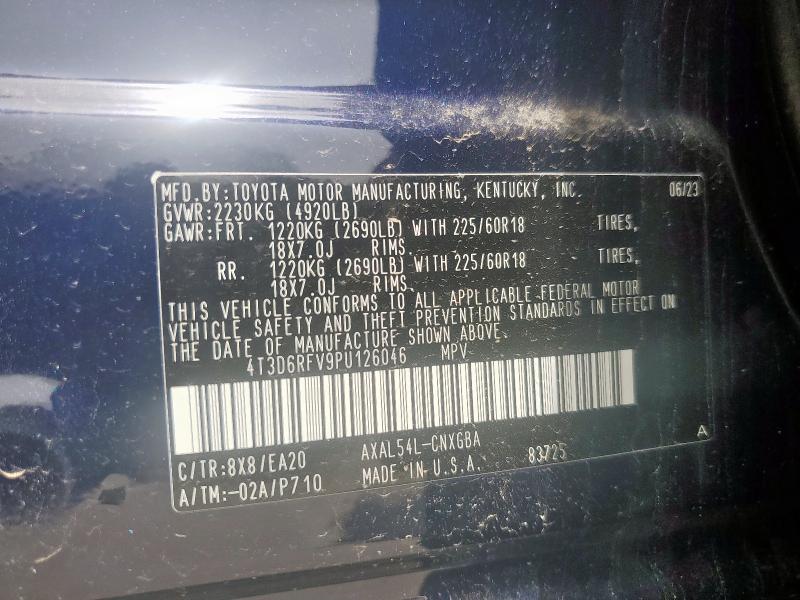 MFD. BY: TOYOTA MOTOR MANUFACTURING, KENTUCKY, INC. 06/23
GVWR: 2230KG (4920LB)
GAWR: FRT. 1220KG (2690LB) WITH 225/60R18 TIRES,
18X7.0J RIMS.
RR. 1220KG (2690LB) WITH 225/60R18 TIRES,
18X7.0J RIMS.
THIS VEHICLE CONFORMS TO ALL APPLICABLE FEDERAL MOTOR
VEHICLE SAFETY AND THEFT PREVENTION STANDARDS IN EFFECT ON
THE DATE OF MANUFACTURE SHOWN ABOVE.
4T3D6RFV9PU126046 MPV
C/TR: 8X8/EA20 AXAL54L-CNXGBA A
A/TM: -02A/P710 MADE IN U.S.A. 83725